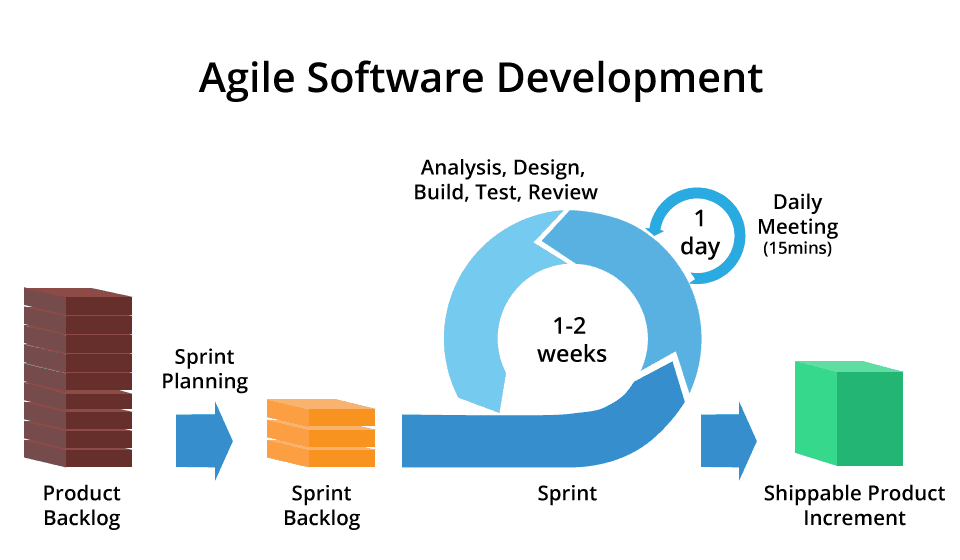 Agile Software Development
Analysis, Design,
Build, Test, Review
1
day
Daily
Meeting
(15mins)
1-2
weeks
Sprint
Planning
Product
Backlog
Sprint
Backlog
Sprint
Shippable Product
Increment